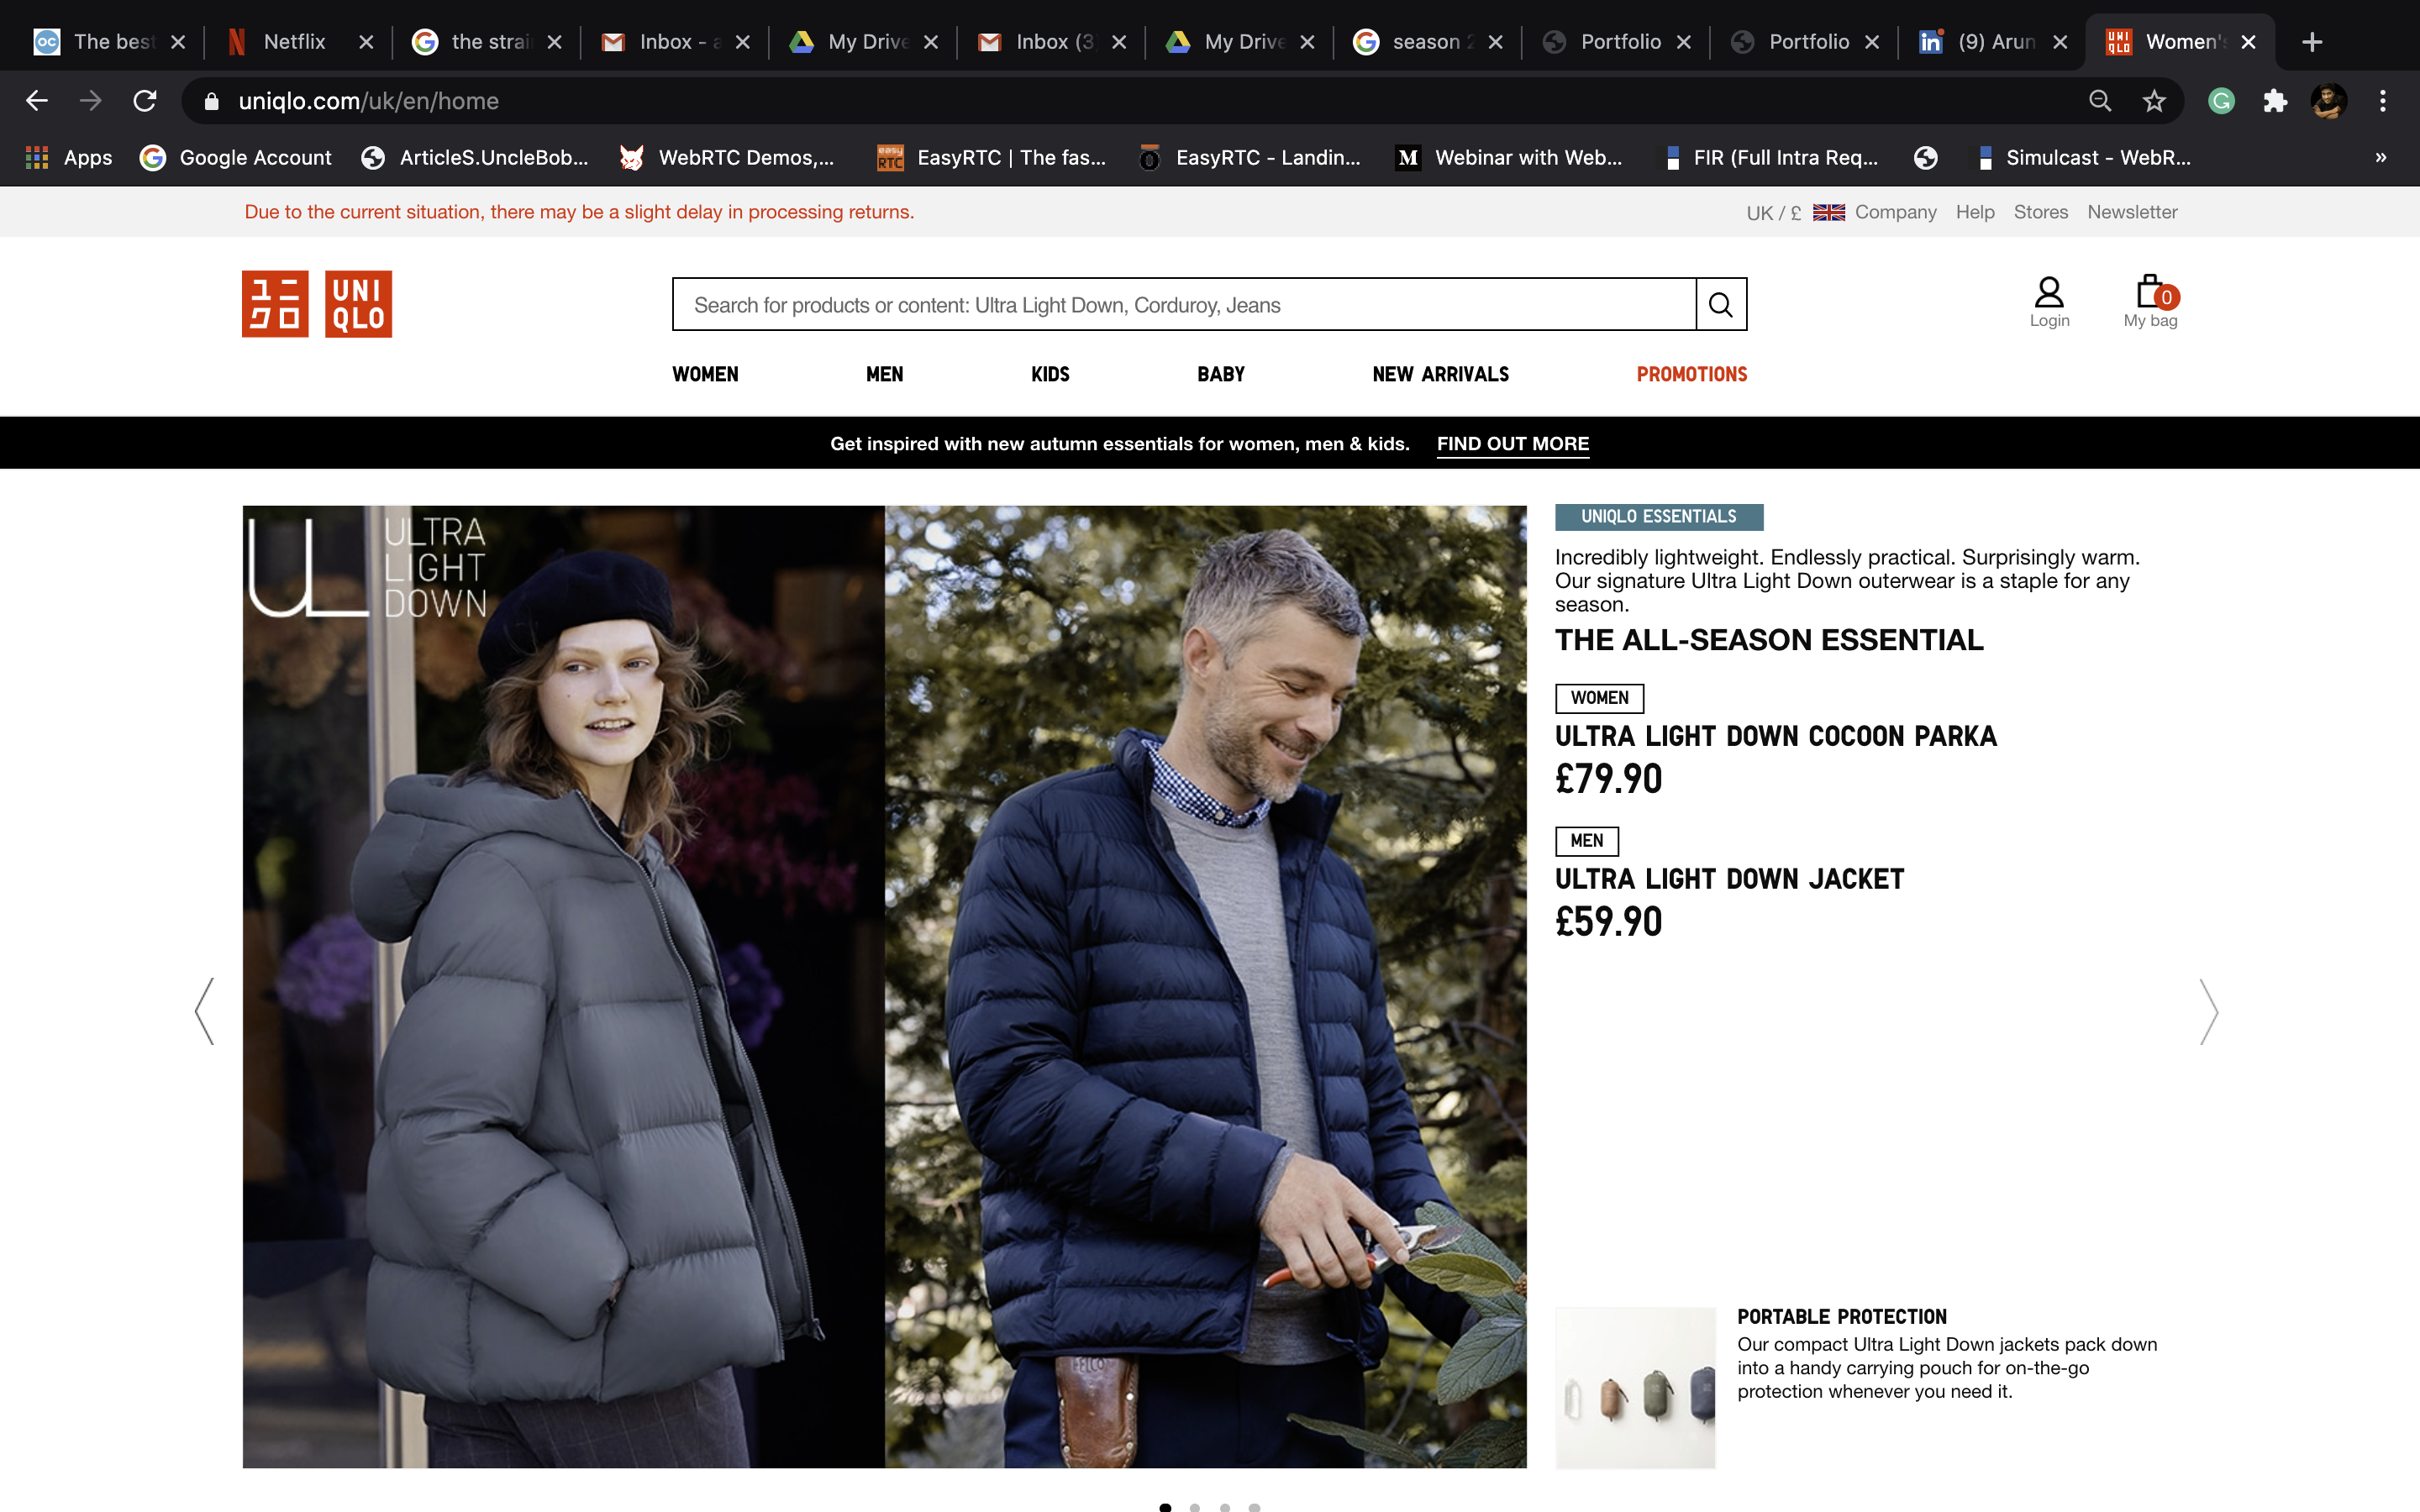 The best
Netflix
the strai
Inbox - a
My Drive
Inbox (3
My Drive
season 2
Portfolio
Portfolio
(9) Arun
Women's
uniqlo.com/uk/en/home
Apps
Google Account
ArticleS.UncleBob...
WebRTC Demos,...
EasyRTC | The fas...
EasyRTC - Landin...
Webinar with Web...
FIR (Full Intra Req...
Simulcast - WebR...
»
Due to the current situation, there may be a slight delay in processing returns.
UK / £ Company Help Stores Newsletter
ユニクロ
UNIQLO
Search for products or content: Ultra Light Down, Corduroy, Jeans
Login
0
My bag
WOMEN MEN KIDS BABY NEW ARRIVALS PROMOTIONS
Get inspired with new autumn essentials for women, men & kids. FIND OUT MORE
UL
ULTRA
LIGHT
DOWN
FELCO
UNIQLO ESSENTIALS
Incredibly lightweight. Endlessly practical. Surprisingly warm.
Our signature Ultra Light Down outerwear is a staple for any
season.
THE ALL-SEASON ESSENTIAL
WOMEN
ULTRA LIGHT DOWN COCOON PARKA
£79.90
MEN
ULTRA LIGHT DOWN JACKET
£59.90
PORTABLE PROTECTION
Our compact Ultra Light Down jackets pack down
into a handy carrying pouch for on-the-go
protection whenever you need it.